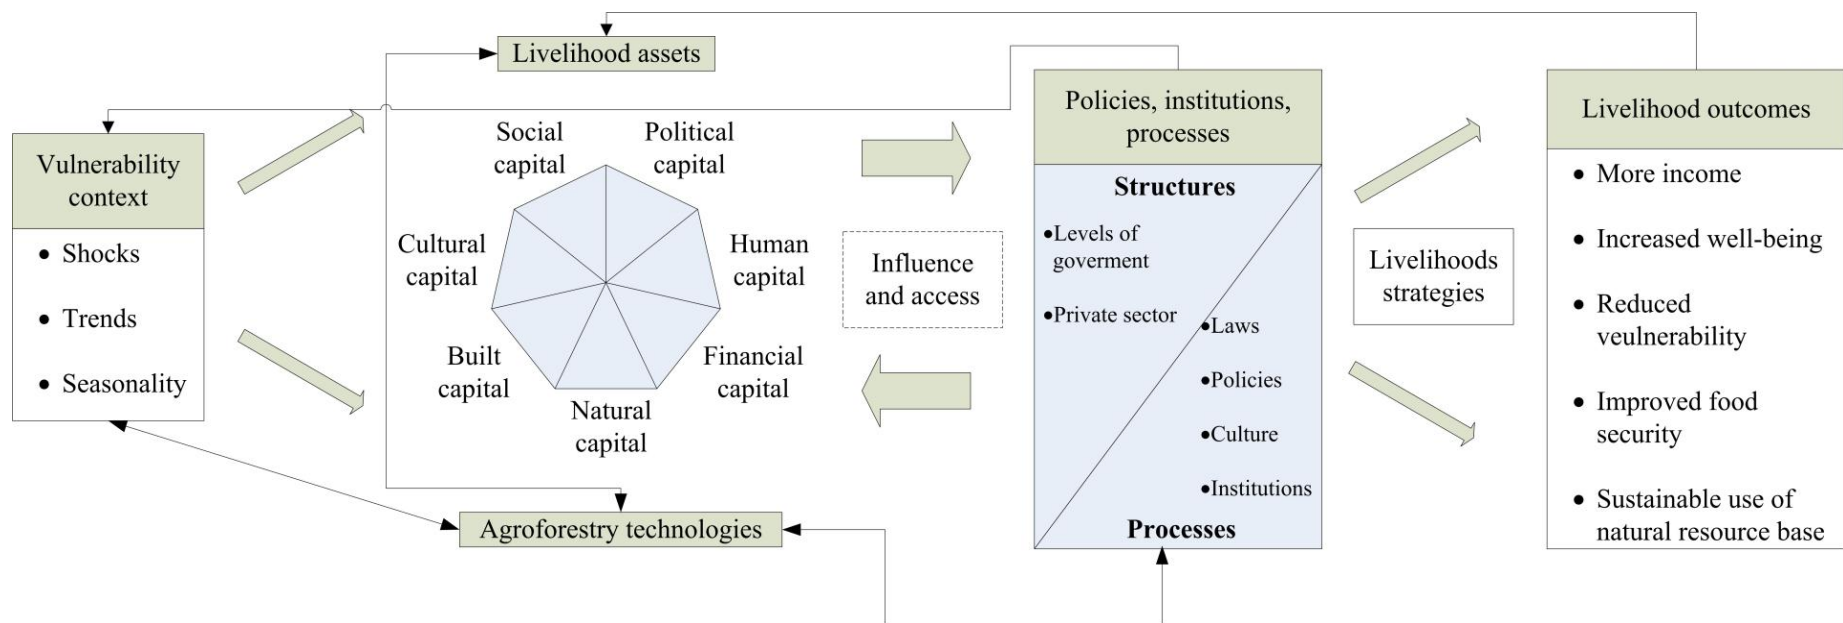 Livelihood assets
Vulnerability
context
• Shocks
• Trends
• Seasonality
Social
capital
Political
capital
Cultural
capital
Human
capital
Built
capital
Financial
capital
Natural
capital
Agroforestry technologies
Influence
and access
Policies, institutions,
processes
Structures
•Levels of
goverment
•Private sector
•Laws
•Policies
•Culture
•Institutions
Processes
Livelihoods
strategies
Livelihood outcomes
• More income
• Increased well-being
• Reduced
veulnerability
• Improved food
security
• Sustainable use of
natural resource base